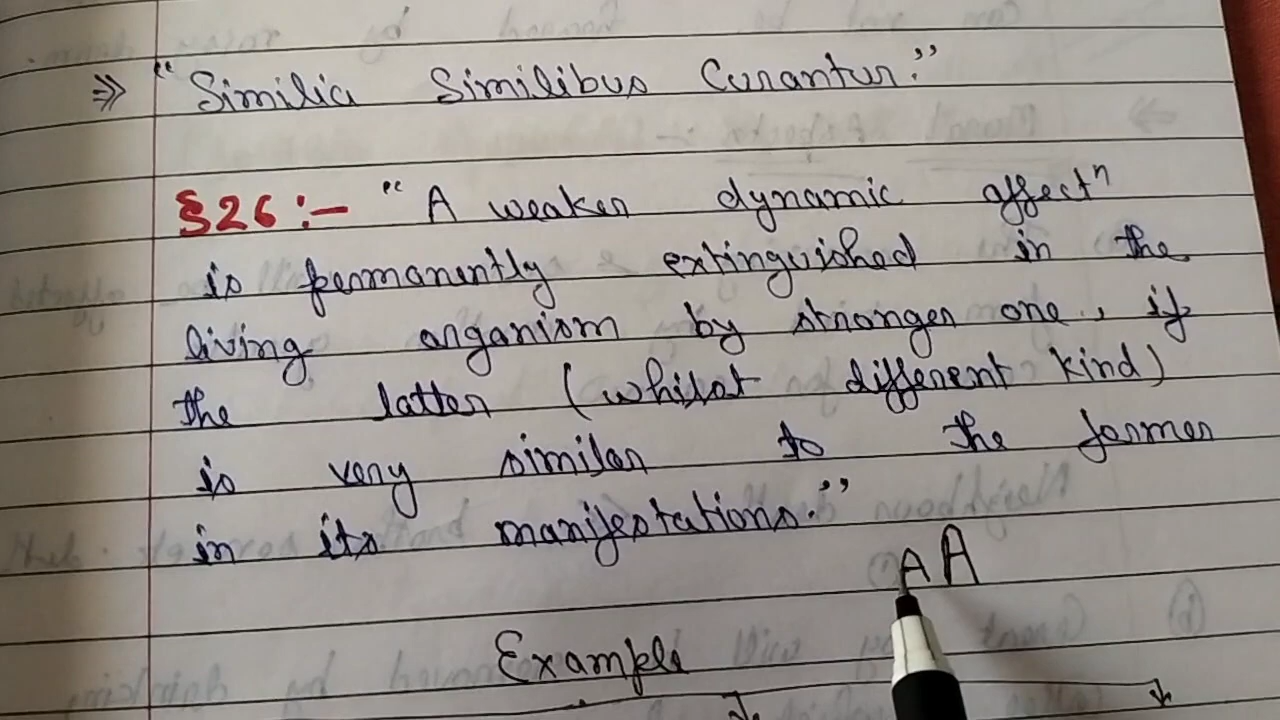 ⇒ "Similia Similibus Curantur."
§26:- "A weaker dynamic affectⁿ
is permanently extinguished in the
living organism by stronger one, if
the latter (whilst different kind)
is very similar to the former
in its manifestations."
A A
Example